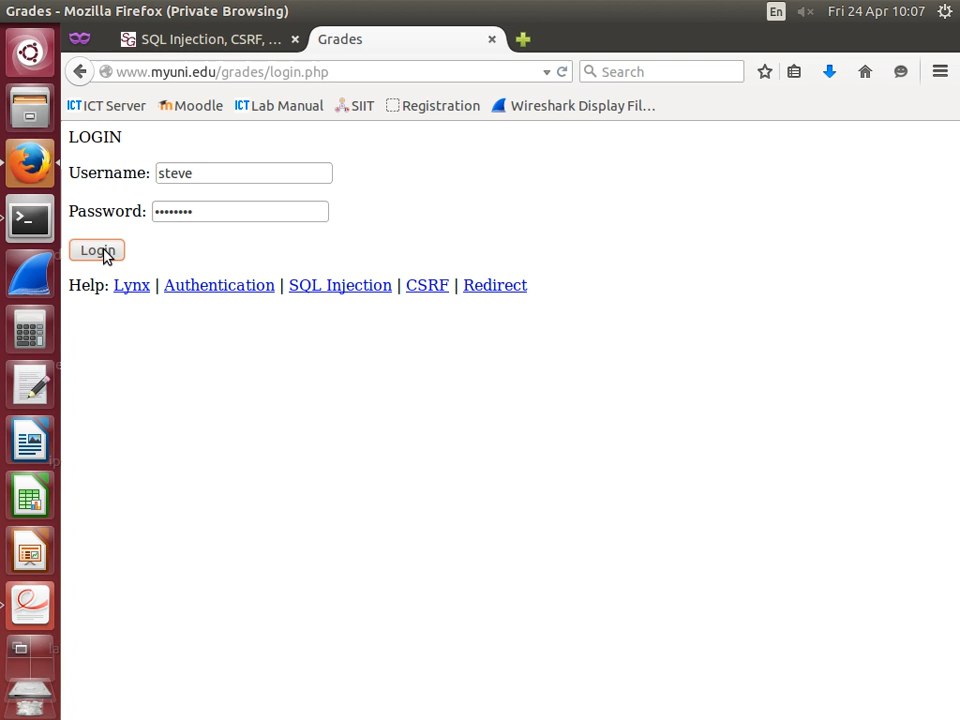 Grades - Mozilla Firefox (Private Browsing)
En
Fri 24 Apr 10:07
SQL Injection, CSRF, ...
Grades
www.myuni.edu/grades/login.php
Search
ICT ICT Server
Moodle
ICT Lab Manual
SIIT
Registration
Wireshark Display Fil...
LOGIN
Username: steve
Password: ••••••••
Login
Help: Lynx | Authentication | SQL Injection | CSRF | Redirect